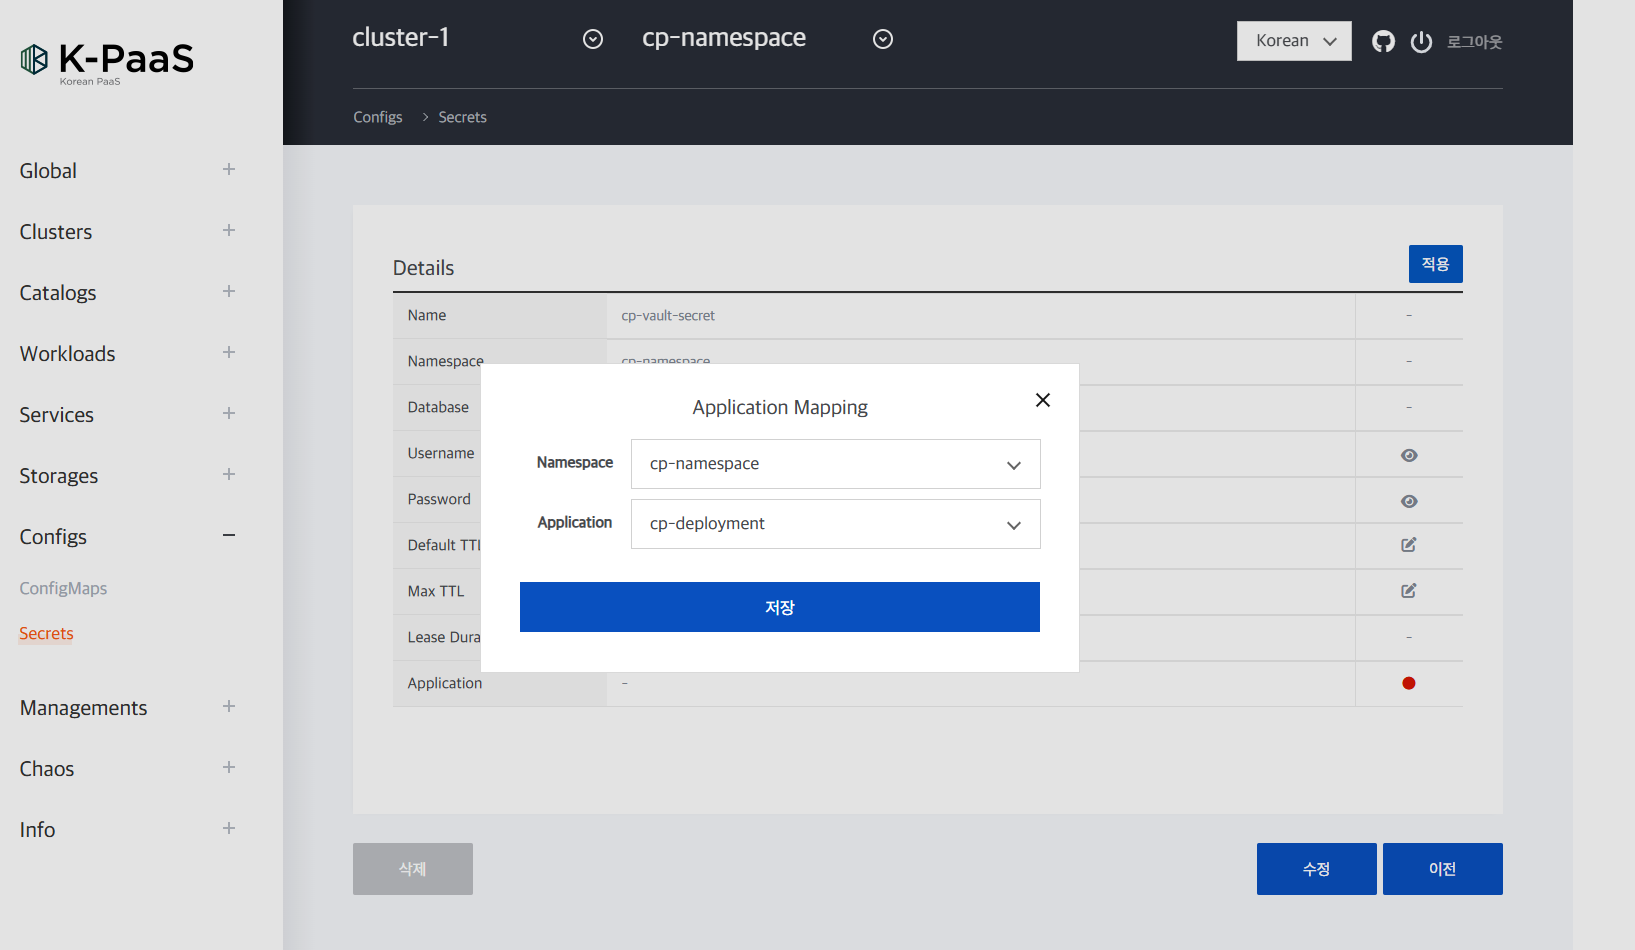 K-PaaS
Korean PaaS
cluster-1
cp-namespace
Korean
로그아웃
Configs > Secrets
Global
Clusters
Catalogs
Workloads
Services
Storages
Configs
ConfigMaps
Secrets
Managements
Chaos
Info
Details
적용
Name cp-vault-secret -
Namespace cp-namespace -
Database -
Username
Password
Default TTL
Max TTL
Lease Dura -
Application -
Application Mapping
Namespace cp-namespace
Application cp-deployment
저장
삭제
수정
이전